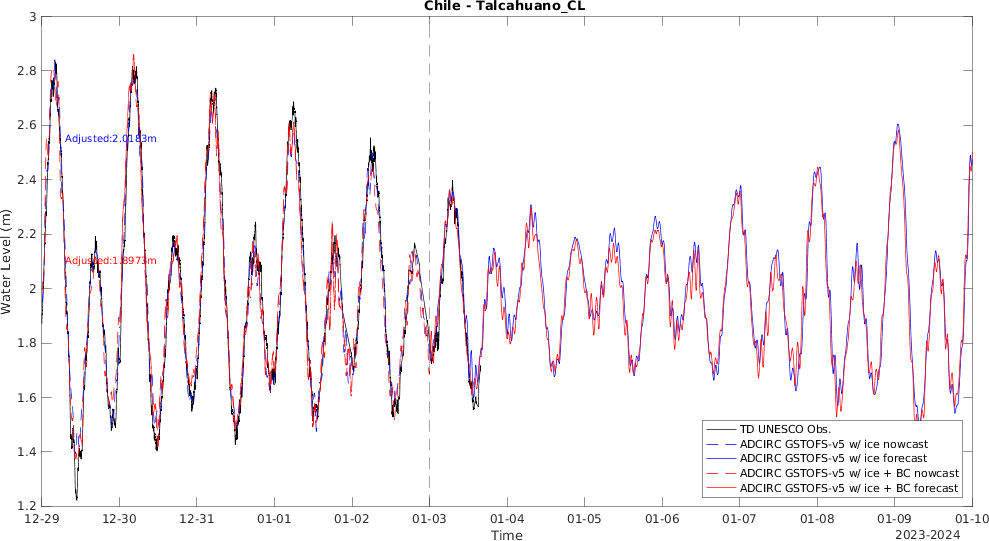 Chile - Talcahuano_CL
Water Level (m)
3
2.8
2.6
2.4
2.2
2
1.8
1.6
1.4
1.2
Adjusted:2.0183m
Adjusted:1.8973m
TD UNESCO Obs.
ADCIRC GSTOFS-v5 w/ ice nowcast
ADCIRC GSTOFS-v5 w/ ice forecast
ADCIRC GSTOFS-v5 w/ ice + BC nowcast
ADCIRC GSTOFS-v5 w/ ice + BC forecast
12-29 12-30 12-31 01-01 01-02 01-03 01-04 01-05 01-06 01-07 01-08 01-09 01-10
Time
2023-2024